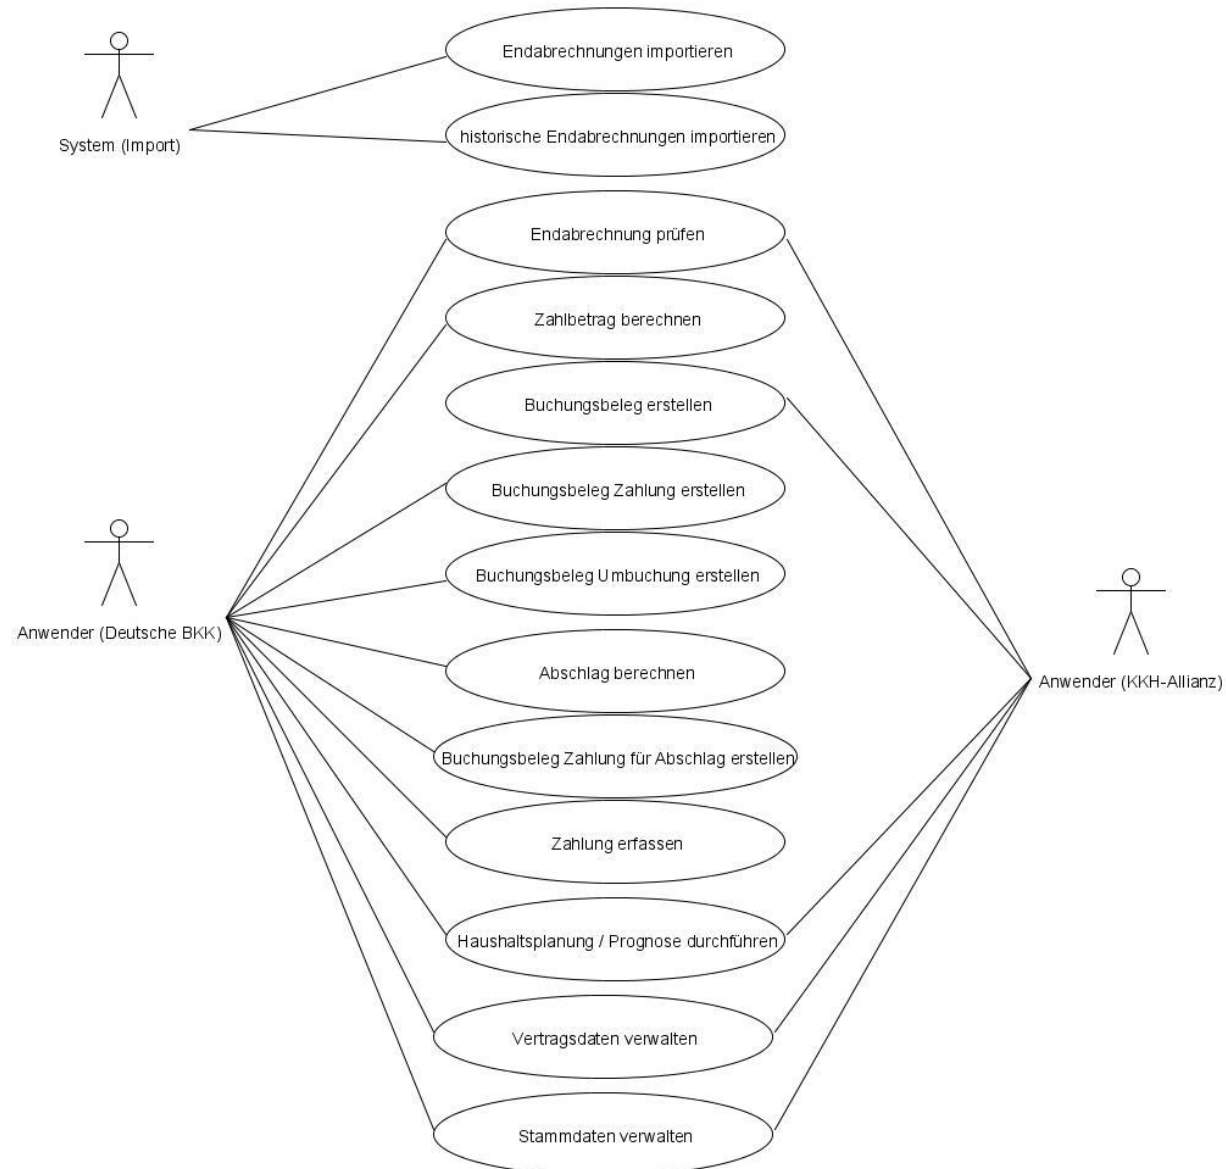 Endabrechnungen importieren
historische Endabrechnungen importieren
System (Import)
Endabrechnung prüfen
Zahlbetrag berechnen
Buchungsbeleg erstellen
Buchungsbeleg Zahlung erstellen
Buchungsbeleg Umbuchung erstellen
Anwender (Deutsche BKK)
Abschlag berechnen
Anwender (KKH-Allianz)
Buchungsbeleg Zahlung für Abschlag erstellen
Zahlung erfassen
Haushaltsplanung / Prognose durchführen
Vertragsdaten verwalten
Stammdaten verwalten